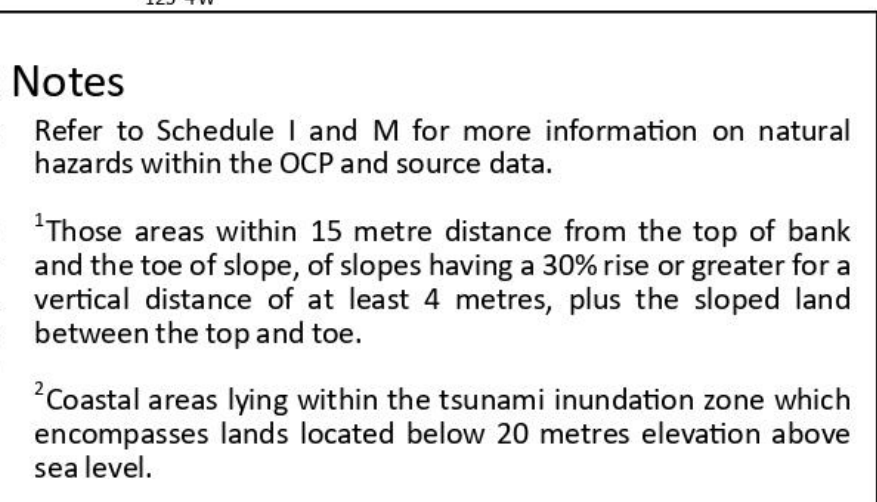 Notes
Refer to Schedule I and M for more information on natural
hazards within the OCP and source data.
¹Those areas within 15 metre distance from the top of bank
and the toe of slope, of slopes having a 30% rise or greater for a
vertical distance of at least 4 metres, plus the sloped land
between the top and toe.
²Coastal areas lying within the tsunami inundation zone which
encompasses lands located below 20 metres elevation above
sea level.